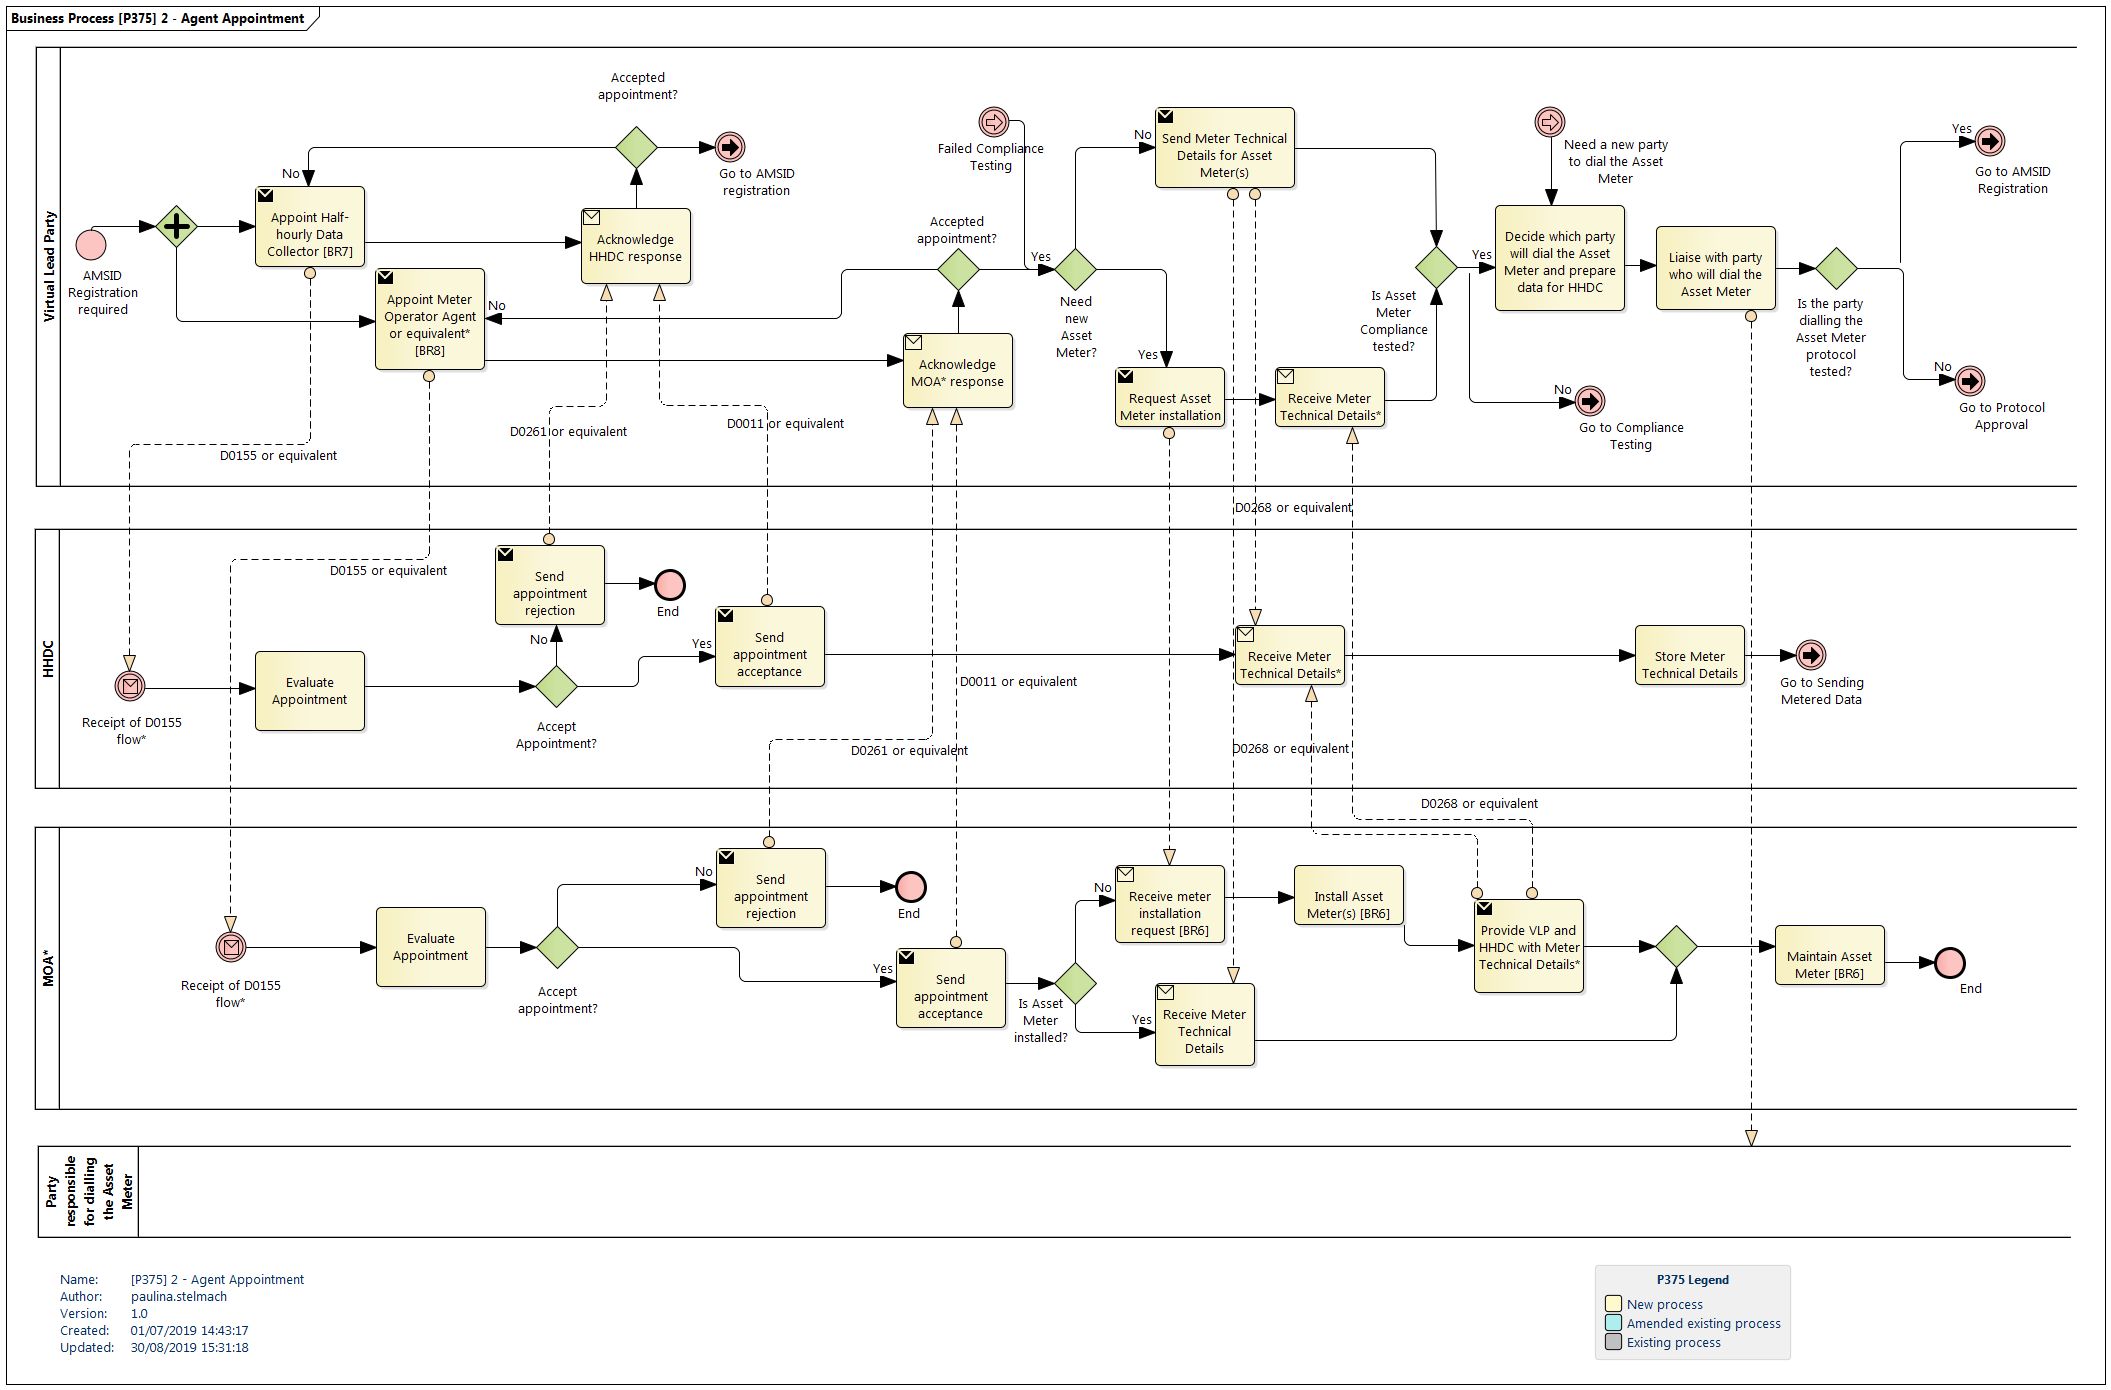 Business Process [P375] 2 - Agent Appointment
Virtual Lead Party
AMSID
Registration
required
Appoint Half-
hourly Data
Collector [BR7]
No
Accepted
appointment?
Go to AMSID
registration
Acknowledge
HHDC response
Appoint Meter
Operator Agent
or equivalent*
[BR8]
No
Accepted
appointment?
Acknowledge
MOA* response
Failed Compliance
Testing
Yes
Need
new
Asset
Meter?
No
Send Meter Technical
Details for Asset
Meter(s)
Yes
Request Asset
Meter installation
Receive Meter
Technical Details*
Is Asset
Meter
Compliance
tested?
Yes
No
Go to Compliance
Testing
Need a new party
to dial the Asset
Meter
Decide which party
will dial the Asset
Meter and prepare
data for HHDC
Liaise with party
who will dial the
Asset Meter
Is the party
dialling the
Asset Meter
protocol
tested?
Yes
Go to AMSID
Registration
No
Go to Protocol
Approval
D0155 or equivalent
D0261 or equivalent
D0011 or equivalent
D0268 or equivalent
D0155 or equivalent
HHDC
Receipt of D0155
flow*
Evaluate
Appointment
Accept
Appointment?
No
Send
appointment
rejection
End
Yes
Send
appointment
acceptance
D0011 or equivalent
D0261 or equivalent
Receive Meter
Technical Details*
D0268 or equivalent
Store Meter
Technical Details
Go to Sending
Metered Data
D0268 or equivalent
MOA*
Receipt of D0155
flow*
Evaluate
Appointment
Accept
appointment?
No
Send
appointment
rejection
End
Yes
Send
appointment
acceptance
Is Asset
Meter
installed?
No
Receive meter
installation
request [BR6]
Install Asset
Meter(s) [BR6]
Yes
Receive Meter
Technical
Details
Provide VLP and
HHDC with Meter
Technical Details*
Maintain Asset
Meter [BR6]
End
Party
responsible
for dialling
the Asset
Meter
Name: [P375] 2 - Agent Appointment
Author: paulina.stelmach
Version: 1.0
Created: 01/07/2019 14:43:17
Updated: 30/08/2019 15:31:18
P375 Legend
New process
Amended existing process
Existing process